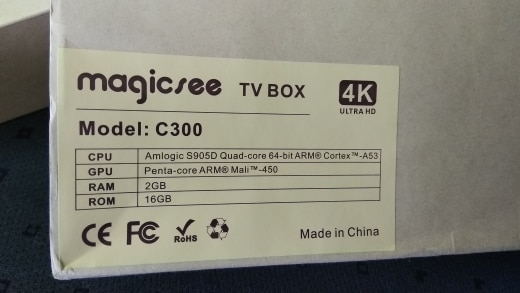 magicsee TV BOX 4K
ULTRA HD
Model: C300
CPU Amlogic S905D Quad-core 64-bit ARM® Cortex™-A53
GPU Penta-core ARM® Mali™-450
RAM 2GB
ROM 16GB
CE FC RoHS
Made in China